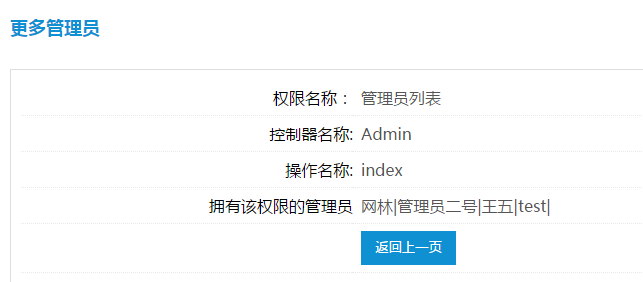 更多管理员
权限名称： 管理员列表
控制器名称: Admin
操作名称: index
拥有该权限的管理员 网林|管理员二号|王五|test|
返回上一页